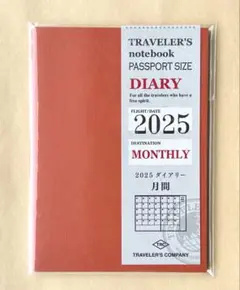 TRAVELER'S
notebook
PASSPORT SIZE
DIARY
For all the travelers who have a
free spirit.
FLIGHT/DATE
2025
DESTINATION
MONTHLY
2025 ダイアリー
月間
TRC
TRAVELER'S COMPANY